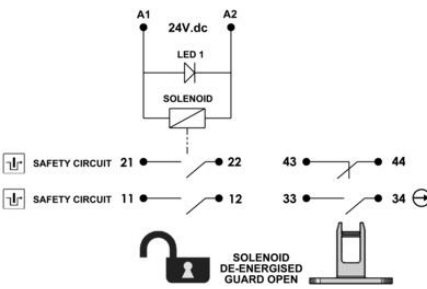 A1 A2
24V.dc
LED 1
SOLENOID
SAFETY CIRCUIT 21 22 43 44
SAFETY CIRCUIT 11 12 33 34
SOLENOID
DE-ENERGISED
GUARD OPEN